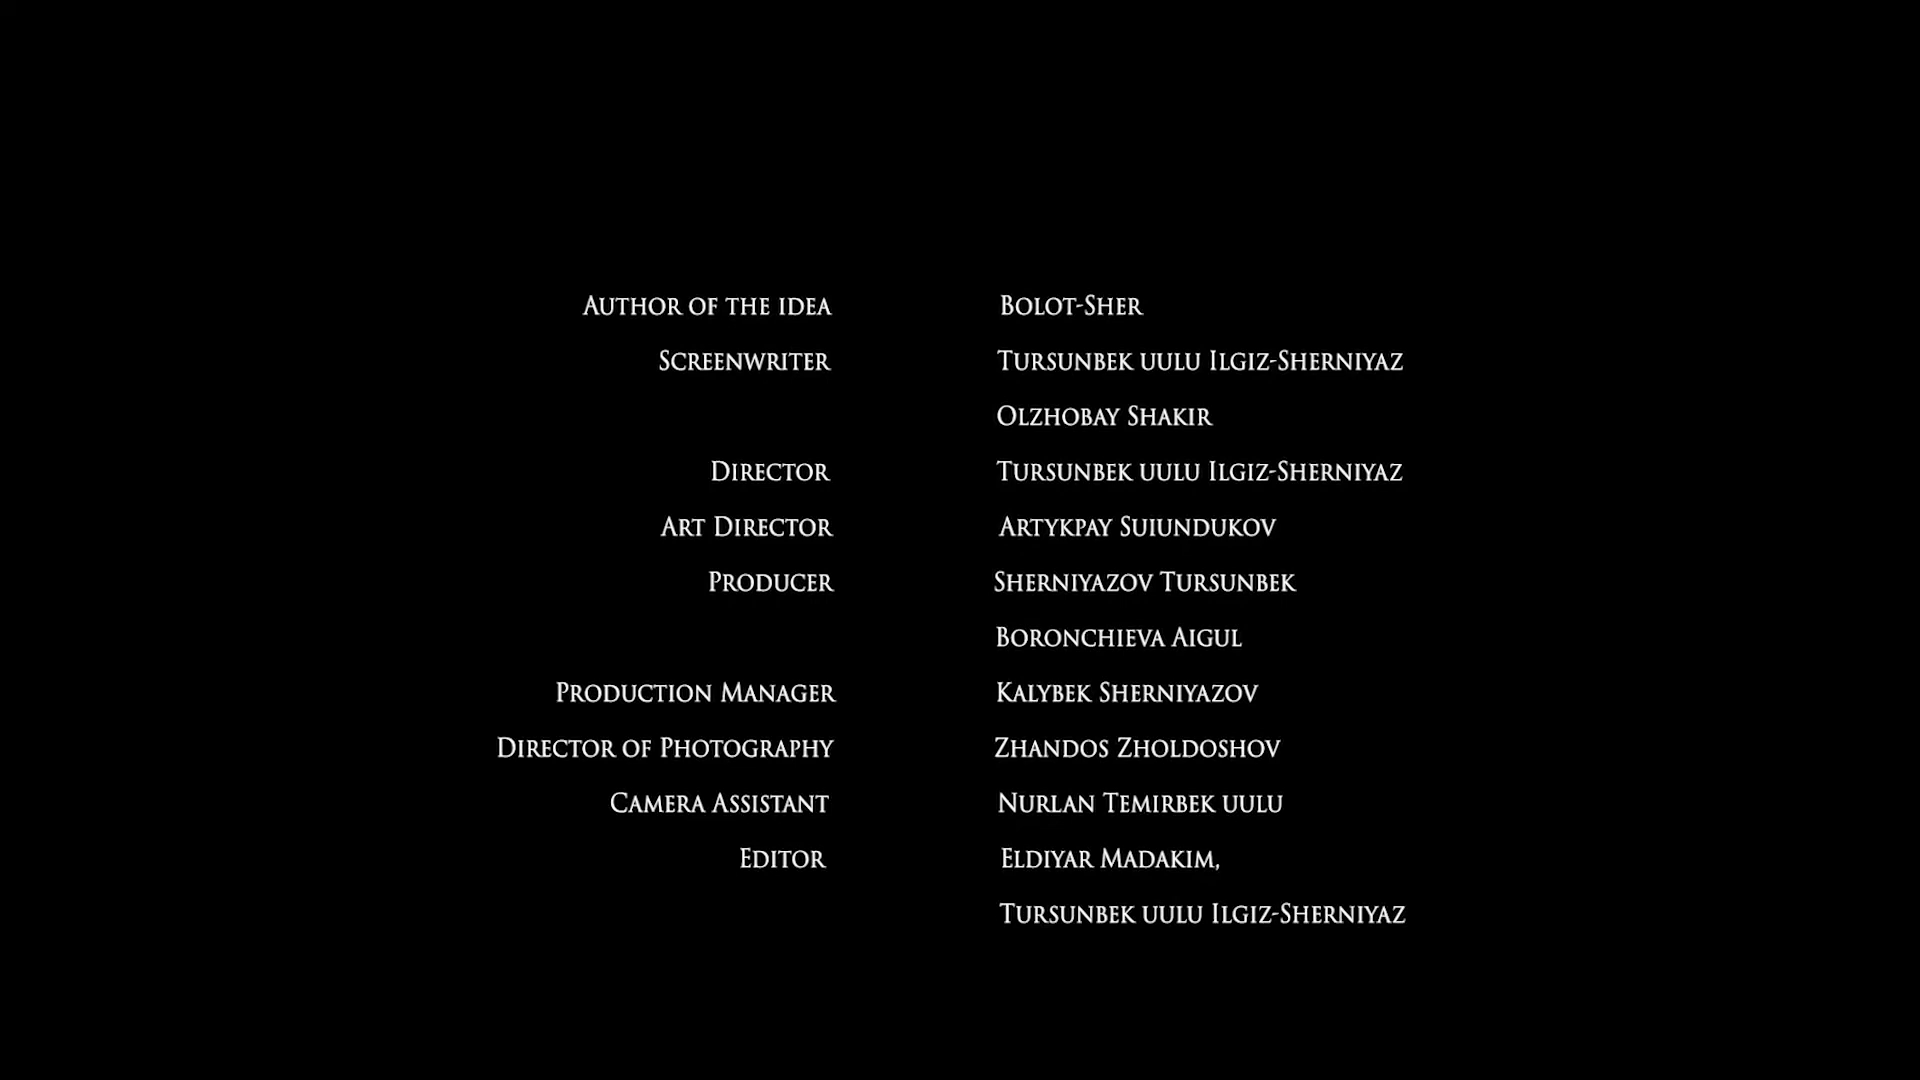 Author of the idea Bolot-Sher
Screenwriter Tursunbek uulu Ilgiz-Sherniyaz
Olzhobay Shakir
Director Tursunbek uulu Ilgiz-Sherniyaz
Art Director Artykpay Suiundukov
Producer Sherniyazov Tursunbek
Boronchieva Aigul
Production Manager Kalybek Sherniyazov
Director of Photography Zhandos Zholdoshov
Camera Assistant Nurlan Temirbek uulu
Editor Eldiyar Madakim,
Tursunbek uulu Ilgiz-Sherniyaz